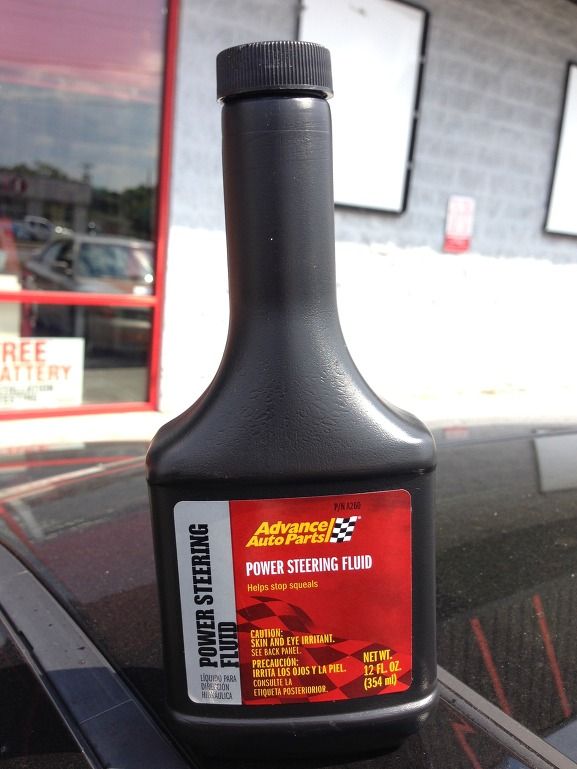 P/N A260
Advance
Auto Parts
POWER STEERING FLUID
Helps stop squeals
CAUTION:
SKIN AND EYE IRRITANT.
SEE BACK PANEL.
PRECAUCIÓN:
IRRITA LOS OJOS Y LA PIEL.
CONSULTE LA
ETIQUETA POSTERIORIOR.
NET WT.
12 FL. OZ.
(354 ml)
POWER STEERING
FLUID
LÍQUIDO PARA
DIRECCIÓN
HIDRÁULICA
REE
ATTERY